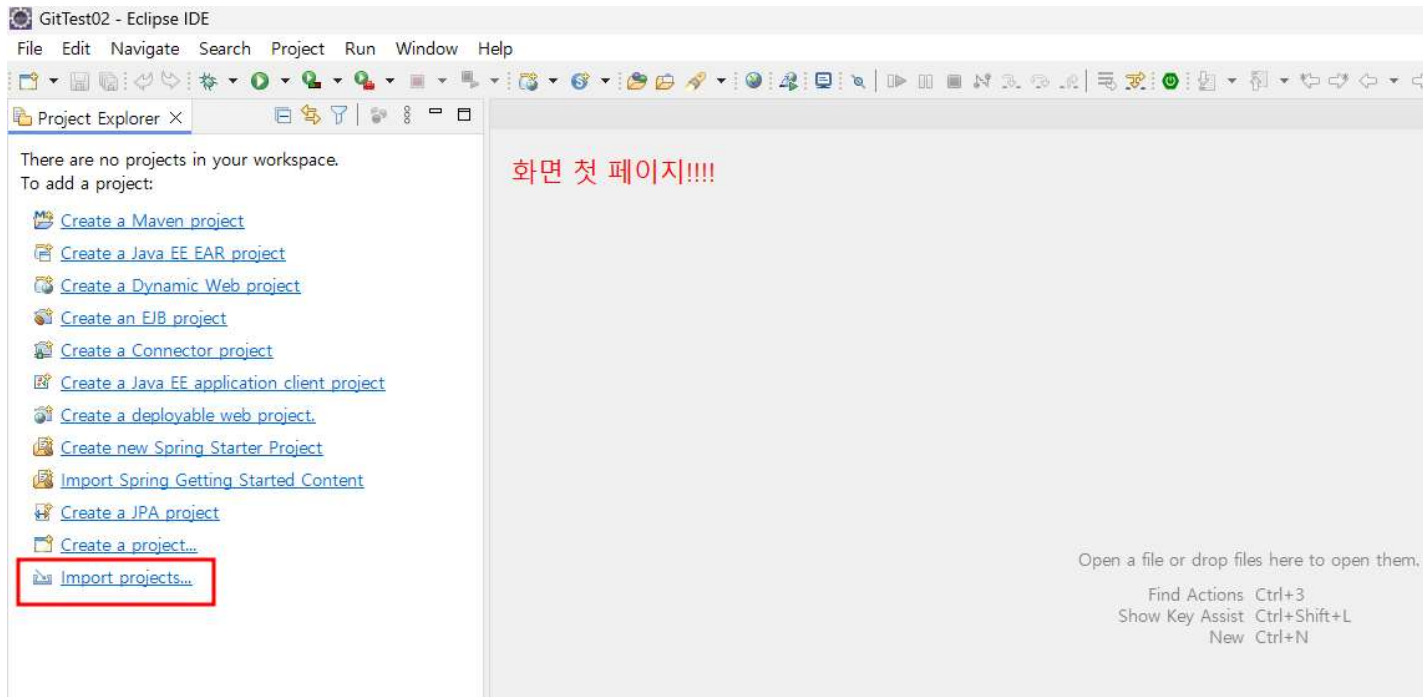 GitTest02 - Eclipse IDE
File Edit Navigate Search Project Run Window Help
Project Explorer
There are no projects in your workspace.
To add a project:
Create a Maven project
Create a Java EE EAR project
Create a Dynamic Web project
Create an EJB project
Create a Connector project
Create a Java EE application client project
Create a deployable web project.
Create new Spring Starter Project
Import Spring Getting Started Content
Create a JPA project
Create a project...
Import projects...
화면 첫 페이지!!!!
Open a file or drop files here to open them.
Find Actions Ctrl+3
Show Key Assist Ctrl+Shift+L
New Ctrl+N